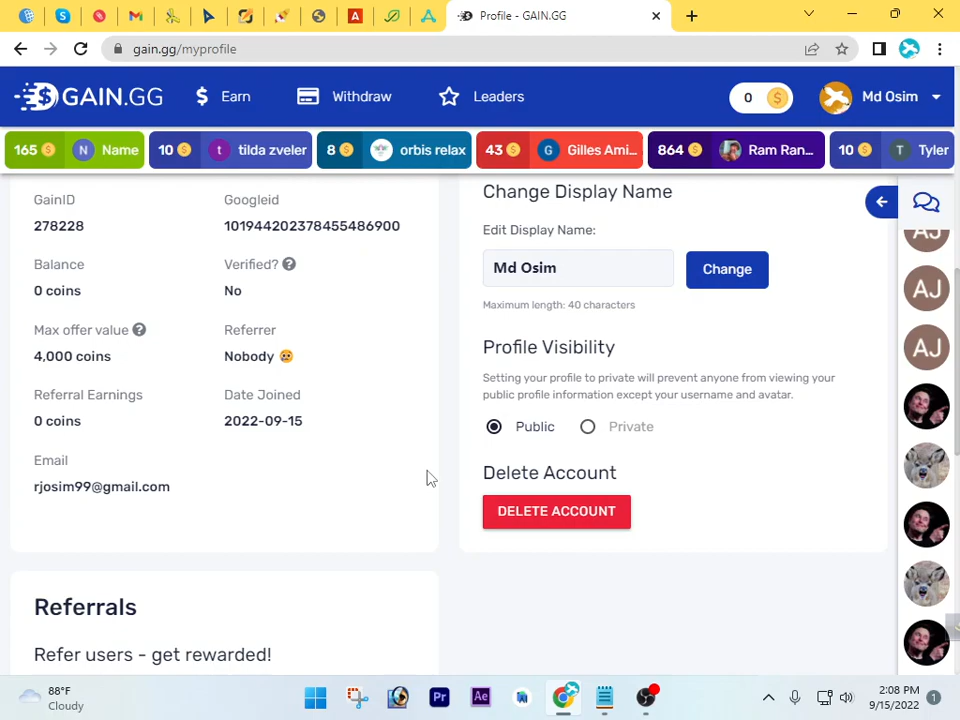 Profile - GAIN.GG
gain.gg/myprofile
GAIN.GG
Earn
Withdraw
Leaders
0
Md Osim
165 N Name
10 t tilda zveler
8 orbis relax
43 G Gilles Ami...
864 Ram Ran...
10 T Tyler
GainID
278228
Googleid
101944202378455486900
Balance
0 coins
Verified?
No
Max offer value
4,000 coins
Referrer
Nobody
Referral Earnings
0 coins
Date Joined
2022-09-15
Email
rjosim99@gmail.com
Change Display Name
Edit Display Name:
Md Osim
Change
Maximum length: 40 characters
Profile Visibility
Setting your profile to private will prevent anyone from viewing your
public profile information except your username and avatar.
Public
Private
Delete Account
DELETE ACCOUNT
AJ
AJ
AJ
Referrals
Refer users - get rewarded!
88°F
Cloudy
Pr
Ae
2:08 PM
9/15/2022
1